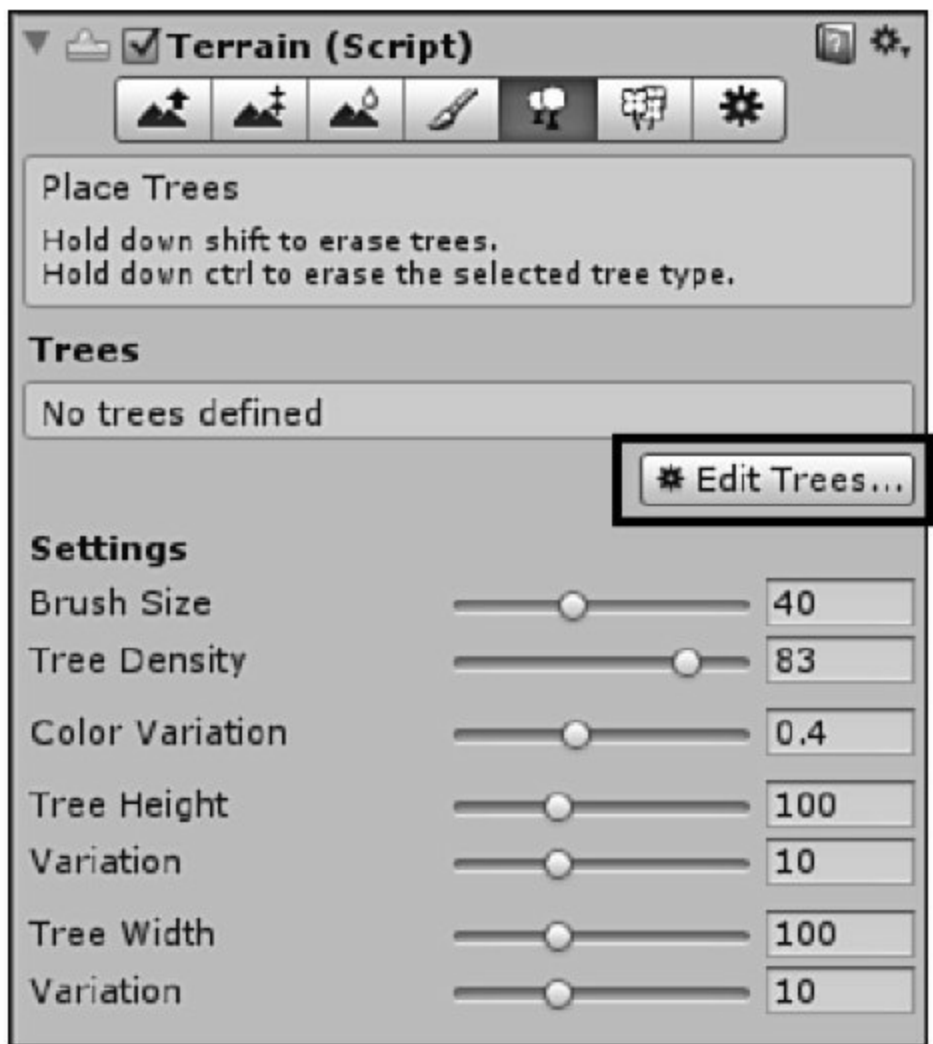 Terrain (Script)
Place Trees
Hold down shift to erase trees.
Hold down ctrl to erase the selected tree type.
Trees
No trees defined
Edit Trees...
Settings
Brush Size 40
Tree Density 83
Color Variation 0.4
Tree Height 100
Variation 10
Tree Width 100
Variation 10